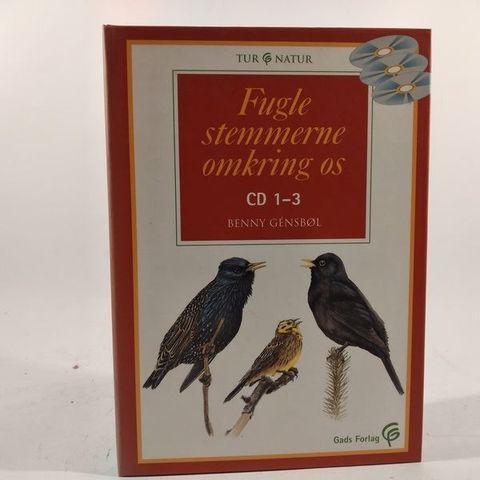 TUR NATUR
Fugle
stemmerne
omkring os
CD 1-3
BENNY GÉNSBØL
Gads Forlag